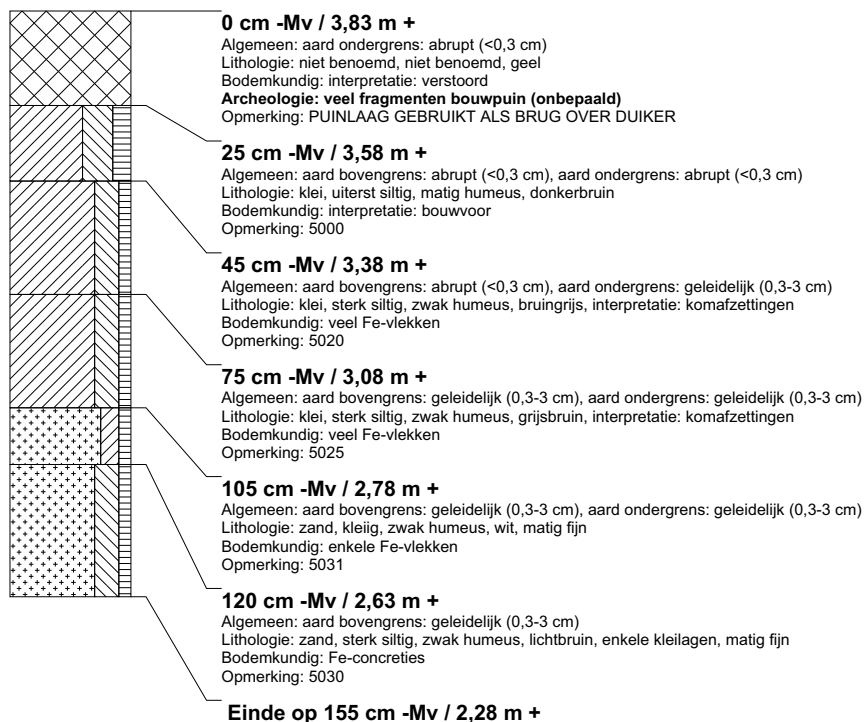 0 cm -Mv / 3,83 m +
Algemeen: aard ondergrens: abrupt (<0,3 cm)
Lithologie: niet benoemd, niet benoemd, geel
Bodemkundig: interpretatie: verstoord
Archeologie: veel fragmenten bouwpuin (onbepaald)
Opmerking: PUINLAAG GEBRUIKT ALS BRUG OVER DUIKER
25 cm -Mv / 3,58 m +
Algemeen: aard bovengrens: abrupt (<0,3 cm), aard ondergrens: abrupt (<0,3 cm)
Lithologie: klei, uiterst siltig, matig humeus, donkerbruin
Bodemkundig: interpretatie: bouwvoor
Opmerking: 5000
45 cm -Mv / 3,38 m +
Algemeen: aard bovengrens: abrupt (<0,3 cm), aard ondergrens: geleidelijk (0,3-3 cm)
Lithologie: klei, sterk siltig, zwak humeus, bruingrijs, interpretatie: komafzettingen
Bodemkundig: veel Fe-vlekken
Opmerking: 5020
75 cm -Mv / 3,08 m +
Algemeen: aard bovengrens: geleidelijk (0,3-3 cm), aard ondergrens: geleidelijk (0,3-3 cm)
Lithologie: klei, sterk siltig, zwak humeus, grijsbruin, interpretatie: komafzettingen
Bodemkundig: veel Fe-vlekken
Opmerking: 5025
105 cm -Mv / 2,78 m +
Algemeen: aard bovengrens: geleidelijk (0,3-3 cm), aard ondergrens: geleidelijk (0,3-3 cm)
Lithologie: zand, kleiig, zwak humeus, wit, matig fijn
Bodemkundig: enkele Fe-vlekken
Opmerking: 5031
120 cm -Mv / 2,63 m +
Algemeen: aard bovengrens: geleidelijk (0,3-3 cm)
Lithologie: zand, sterk siltig, zwak humeus, lichtbruin, enkele kleilagen, matig fijn
Bodemkundig: Fe-concreties
Opmerking: 5030
Einde op 155 cm -Mv / 2,28 m +